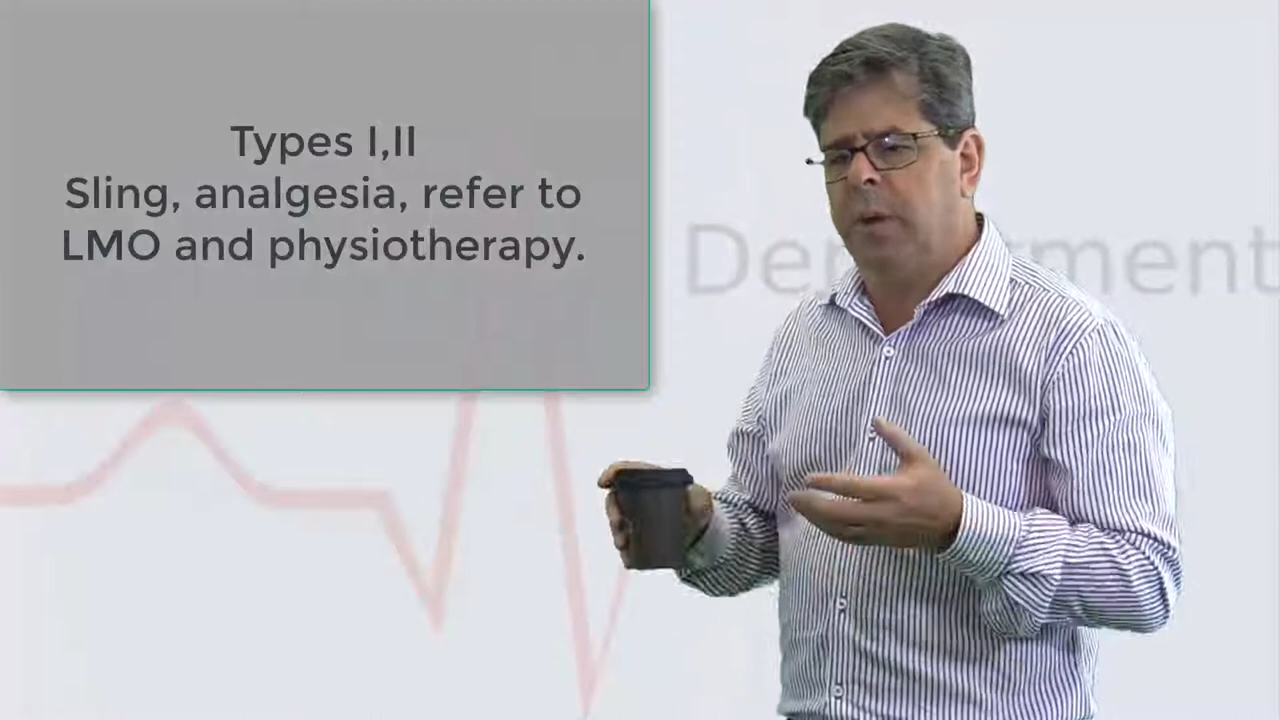 Types I,II
Sling, analgesia, refer to
LMO and physiotherapy.